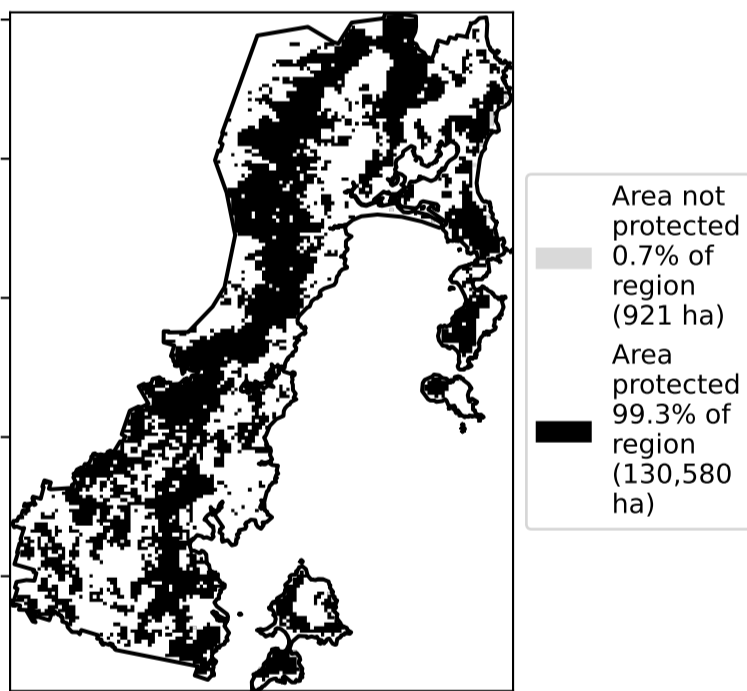 Area not
protected
0.7% of
region
(921 ha)
Area
protected
99.3% of
region
(130,580
ha)